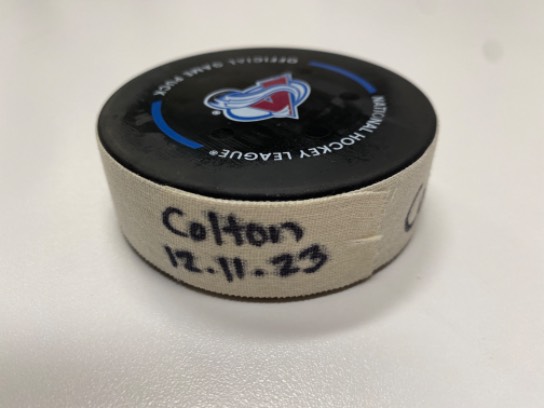 OFFICIAL GAME PUCK
NATIONAL HOCKEY LEAGUE®
Colton
12.11.23
C